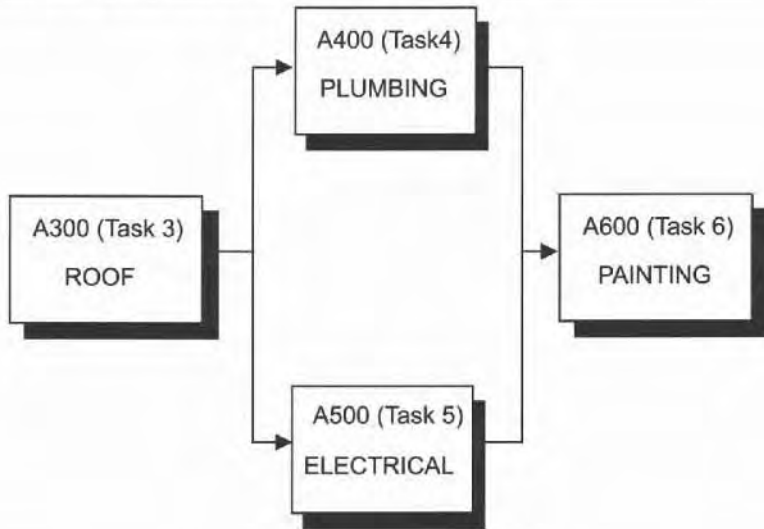 A400 (Task4)
PLUMBING
A300 (Task 3)
ROOF
A600 (Task 6)
PAINTING
A500 (Task 5)
ELECTRICAL